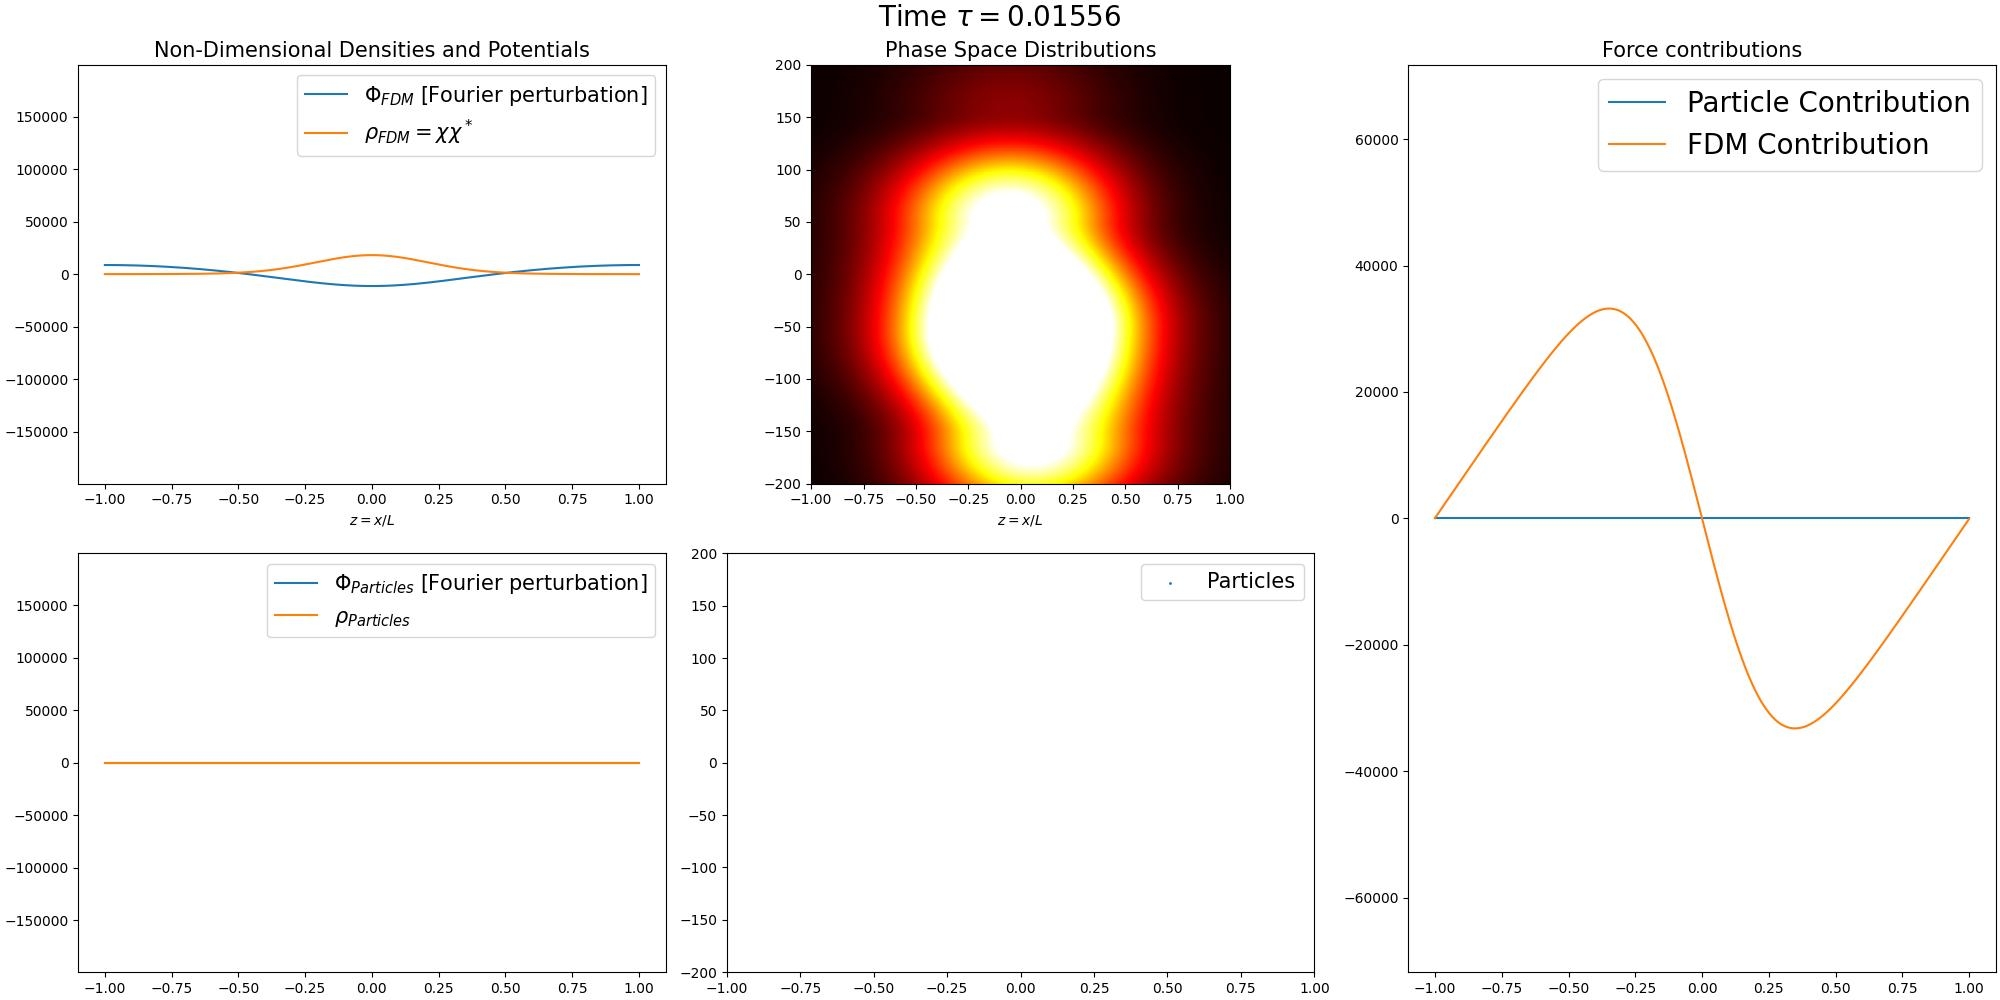 Time τ = 0.01556
Non-Dimensional Densities and Potentials
Φ_FDM [Fourier perturbation]
ρ_FDM = χχ*
150000
100000
50000
0
−50000
−100000
−150000
−1.00 −0.75 −0.50 −0.25 0.00 0.25 0.50 0.75 1.00
z = x/L
Phase Space Distributions
200
150
100
50
0
−50
−100
−150
−200
−1.00 −0.75 −0.50 −0.25 0.00 0.25 0.50 0.75 1.00
z = x/L
Force contributions
Particle Contribution
FDM Contribution
60000
40000
20000
0
−20000
−40000
−60000
−1.00 −0.75 −0.50 −0.25 0.00 0.25 0.50 0.75 1.00
Φ_Particles [Fourier perturbation]
ρ_Particles
150000
100000
50000
0
−50000
−100000
−150000
−1.00 −0.75 −0.50 −0.25 0.00 0.25 0.50 0.75 1.00
Particles
200
150
100
50
0
−50
−100
−150
−200
−1.00 −0.75 −0.50 −0.25 0.00 0.25 0.50 0.75 1.00